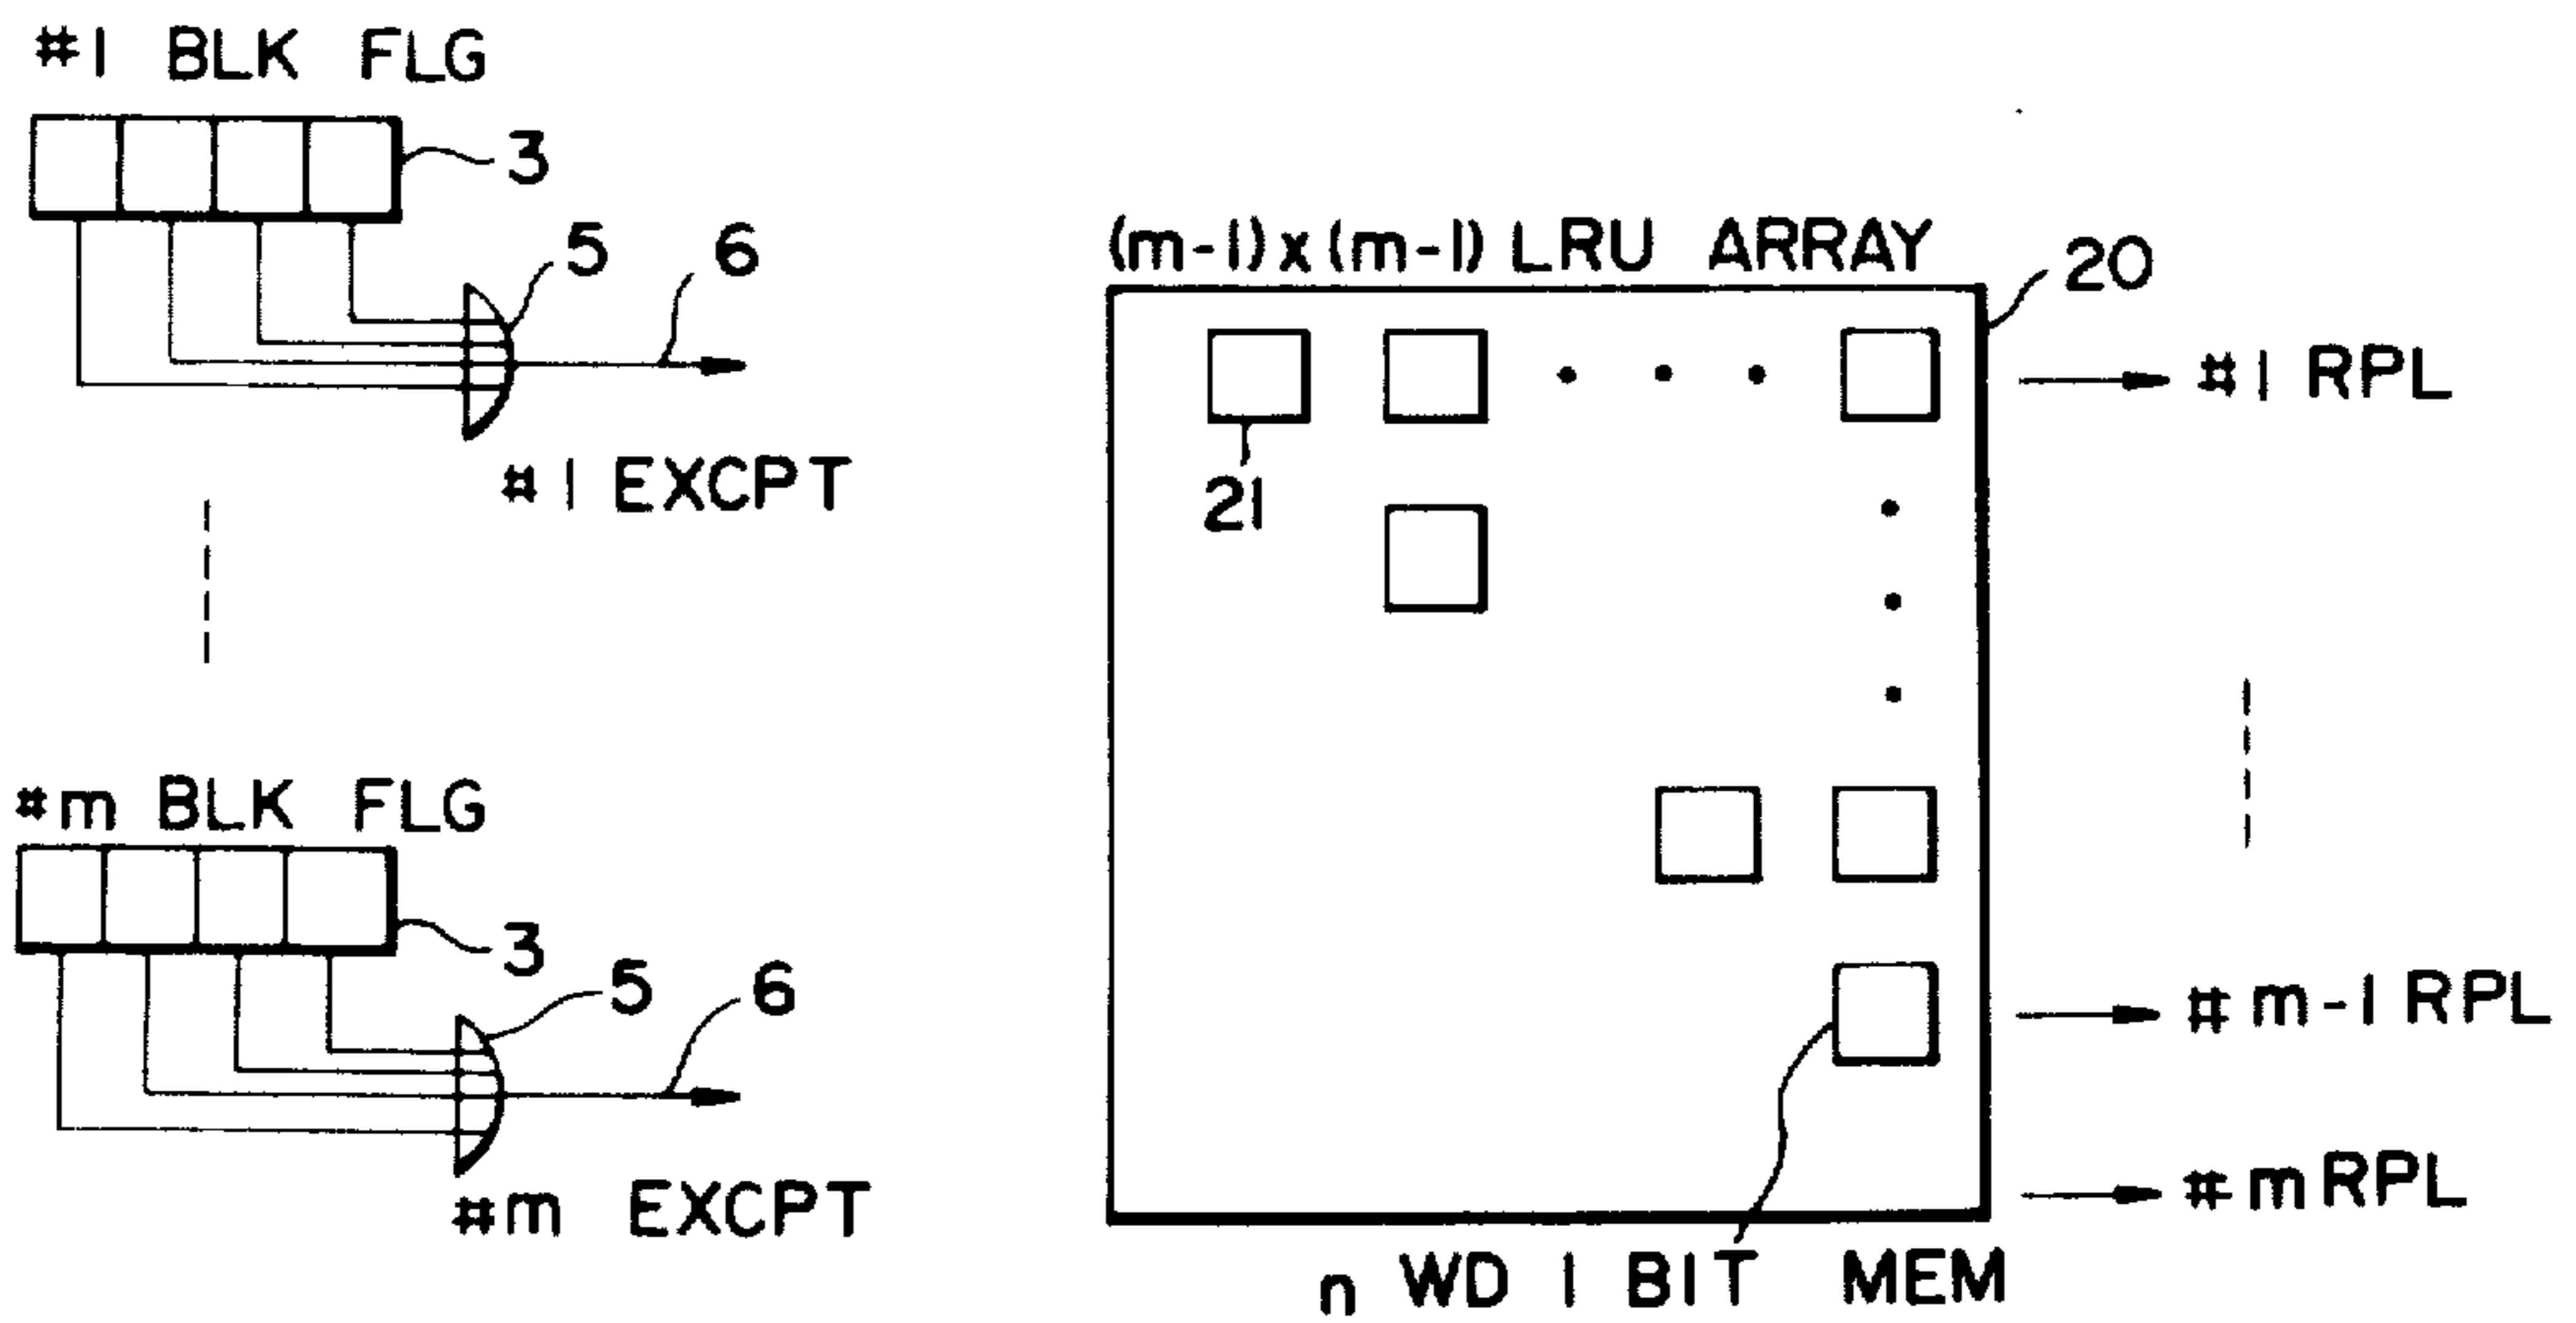 #1 BLK FLG
3
5
6
#1 EXCPT
#m BLK FLG
3
5
6
#m EXCPT
(m-1)x(m-1) LRU ARRAY
20
21
#1 RPL
#m-1 RPL
#m RPL
n WD 1 BIT MEM